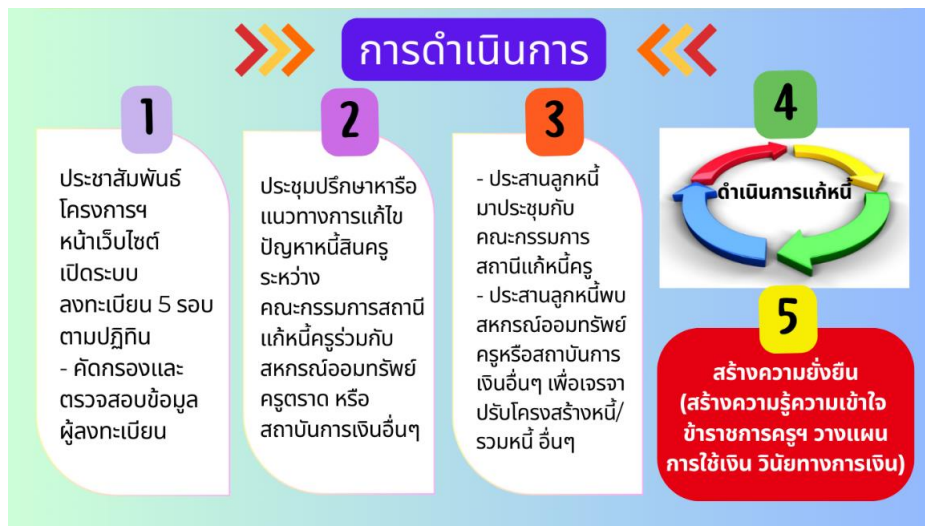 การดำเนินการ
1
ประชาสัมพันธ์
โครงการฯ
หน้าเว็บไซต์
เปิดระบบ
ลงทะเบียน 5 รอบ
ตามปฏิทิน
- คัดกรองและ
ตรวจสอบข้อมูล
ผู้ลงทะเบียน
2
ประชุมปรึกษาหารือ
แนวทางการแก้ไข
ปัญหาหนี้สินครู
ระหว่าง
คณะกรรมการสถานี
แก้หนี้ครูร่วมกับ
สหกรณ์ออมทรัพย์
ครูตราด หรือ
สถาบันการเงินอื่นๆ
3
- ประสานลูกหนี้
มาประชุมกับ
คณะกรรมการ
สถานีแก้หนี้ครู
- ประสานลูกหนี้พบ
สหกรณ์ออมทรัพย์
ครูหรือสถาบันการ
เงินอื่นๆ เพื่อเจรจา
ปรับโครงสร้างหนี้/
รวมหนี้ อื่นๆ
4
ดำเนินการแก้หนี้
5
สร้างความยั่งยืน
(สร้างความรู้ความเข้าใจ
ข้าราชการครูฯ วางแผน
การใช้เงิน วินัยทางการเงิน)